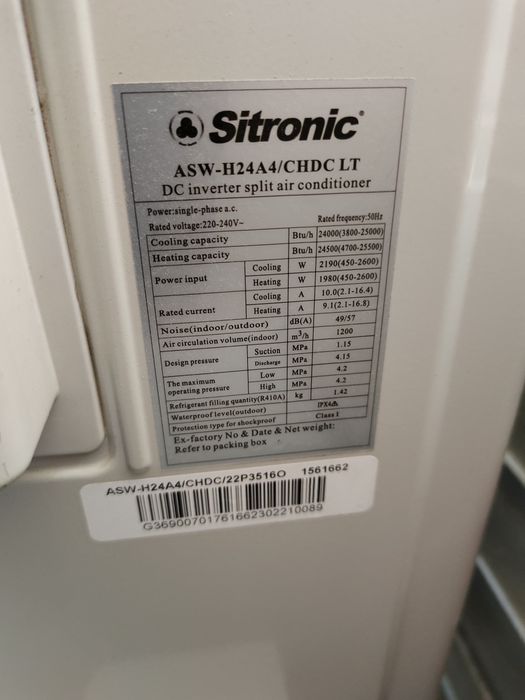 Sitronic®
ASW-H24A4/CHDC LT
DC inverter split air conditioner
Power:single-phase a.c.
Rated voltage:220-240V~ Rated frequency:50Hz
Cooling capacity Btu/h 24000(3800-25000)
Heating capacity Btu/h 24500(4700-25500)
Power input Cooling W 2190(450-2600)
Heating W 1980(450-2600)
Rated current Cooling A 10.0(2.1-16.4)
Heating A 9.1(2.1-16.8)
Noise(indoor/outdoor) dB(A) 49/57
Air circulation volume(indoor) m³/h 1200
Design pressure Suction MPa 1.15
Discharge MPa 4.15
The maximum operating pressure Low MPa 4.2
High MPa 4.2
Refrigerant filling quantity(R410A) kg 1.42
Waterproof level(outdoor) IPX4
Protection type for shockproof Class I
Ex-factory No & Date & Net weight:
Refer to packing box
ASW-H24A4/CHDC/22P3516O 1561662
G36900701761662302210089